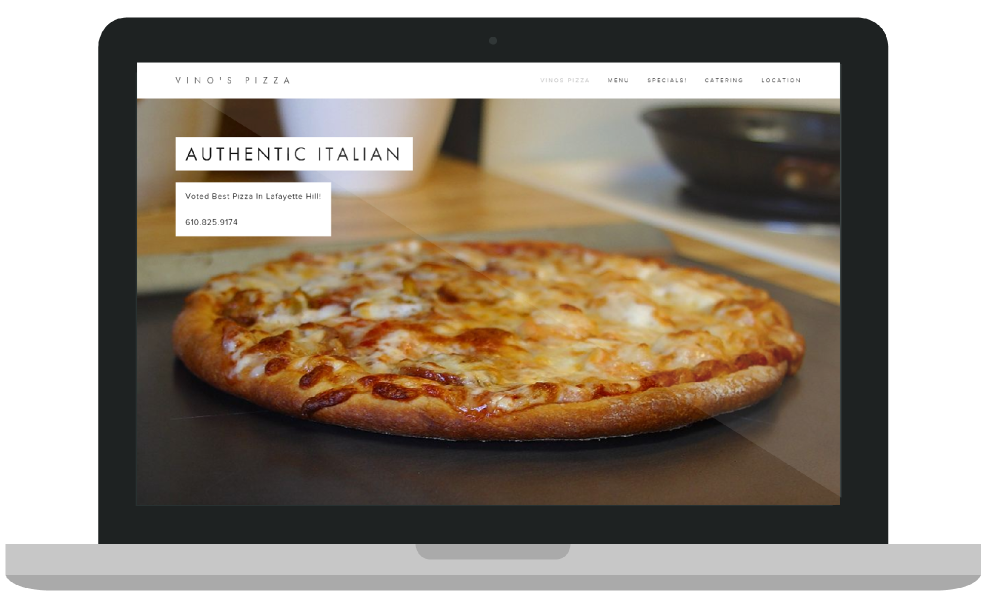 VINO'S PIZZA
VINOS PIZZA MENU SPECIALS! CATERING LOCATION
AUTHENTIC ITALIAN
Voted Best Pizza In Lafayette Hill!
610.825.9174